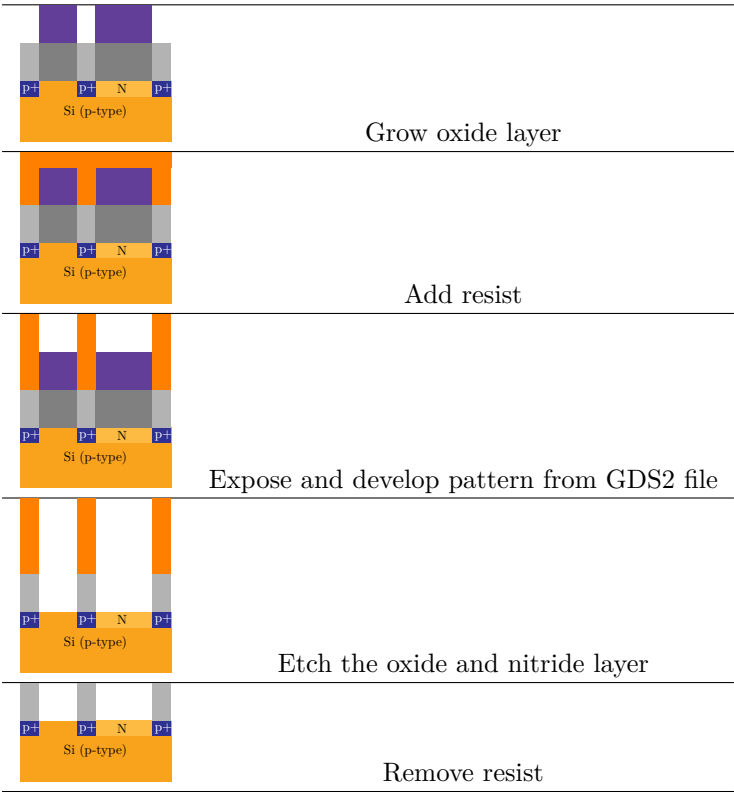 p+ p+ N p+
Si (p-type)
Grow oxide layer
p+ p+ N p+
Si (p-type)
Add resist
p+ p+ N p+
Si (p-type)
Expose and develop pattern from GDS2 file
p+ p+ N p+
Si (p-type)
Etch the oxide and nitride layer
p+ p+ N p+
Si (p-type)
Remove resist